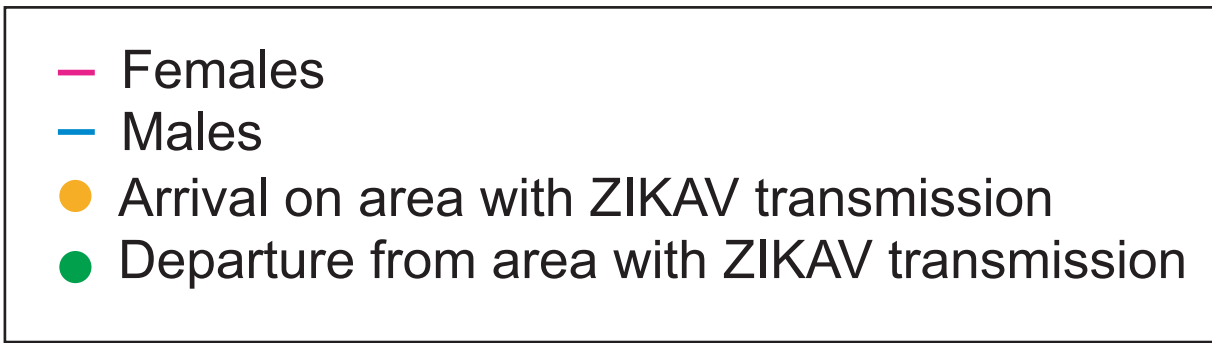 Females
Males
Arrival on area with ZIKAV transmission
Departure from area with ZIKAV transmission